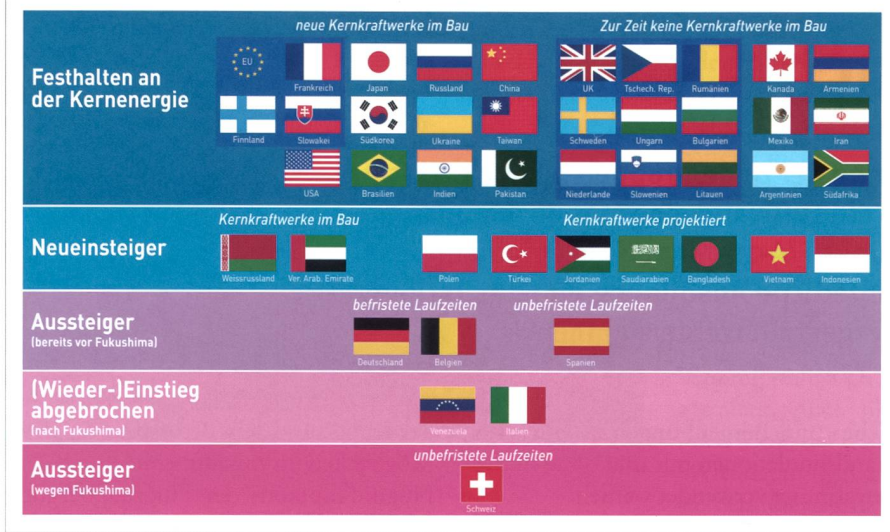 neue Kernkraftwerke im Bau
Zur Zeit keine Kernkraftwerke im Bau
Festhalten an
der Kernenergie
EU
Frankreich
Japan
Russland
China
UK
Tschech. Rep.
Rumänien
Kanada
Armenien
Finnland
Slowakei
Südkorea
Ukraine
Taiwan
Schweden
Ungarn
Bulgarien
Mexiko
Iran
USA
Brasilien
Indien
Pakistan
Niederlande
Slowenien
Litauen
Argentinien
Südafrika
Neueinsteiger
Kernkraftwerke im Bau
Kernkraftwerke projektiert
Weissrussland
Ver. Arab. Emirate
Polen
Türkei
Jordanien
Saudiarabien
Bangladesh
Vietnam
Indonesien
Aussteiger
(bereits vor Fukushima)
befristete Laufzeiten
unbefristete Laufzeiten
Deutschland
Belgien
Spanien
(Wieder-)Einstieg
abgebrochen
(nach Fukushima)
Venezuela
Italien
Aussteiger
(wegen Fukushima)
unbefristete Laufzeiten
Schweiz